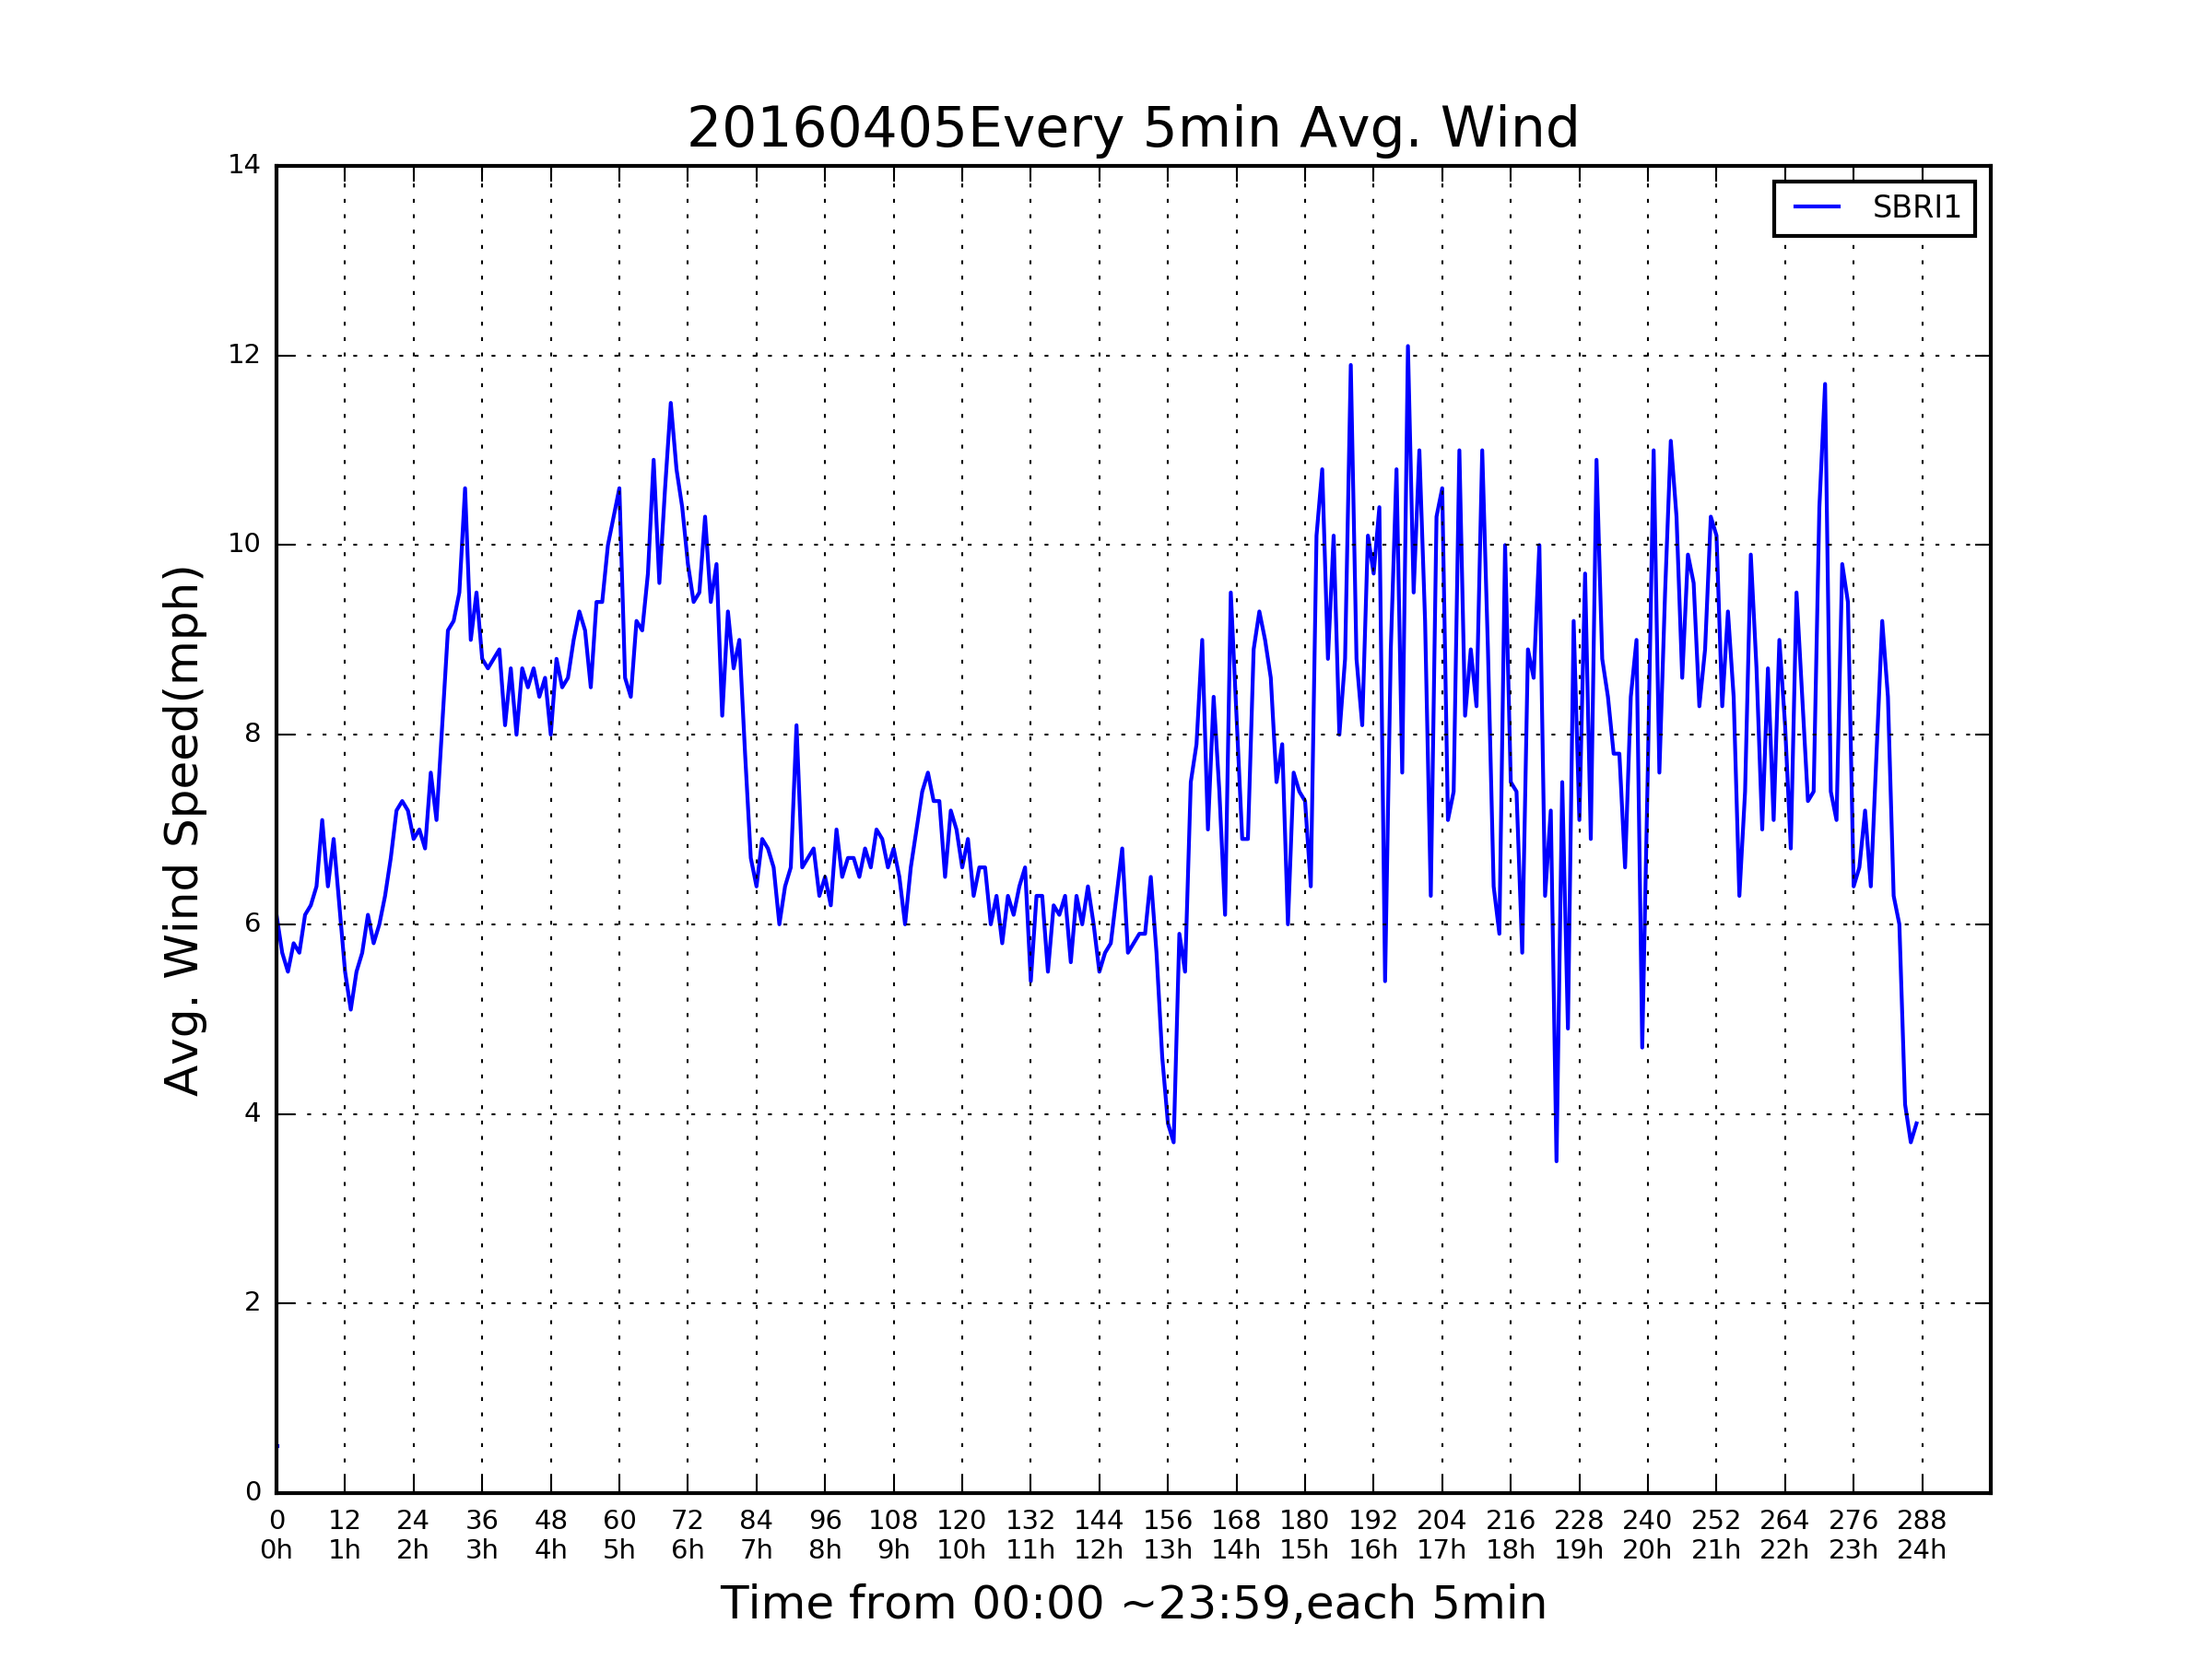 20160405Every 5min Avg. Wind
SBRI1
Avg. Wind Speed(mph)
14
12
10
8
6
4
2
0
0 12 24 36 48 60 72 84 96 108 120 132 144 156 168 180 192 204 216 228 240 252 264 276 288
0h 1h 2h 3h 4h 5h 6h 7h 8h 9h 10h 11h 12h 13h 14h 15h 16h 17h 18h 19h 20h 21h 22h 23h 24h
Time from 00:00 ~23:59,each 5min